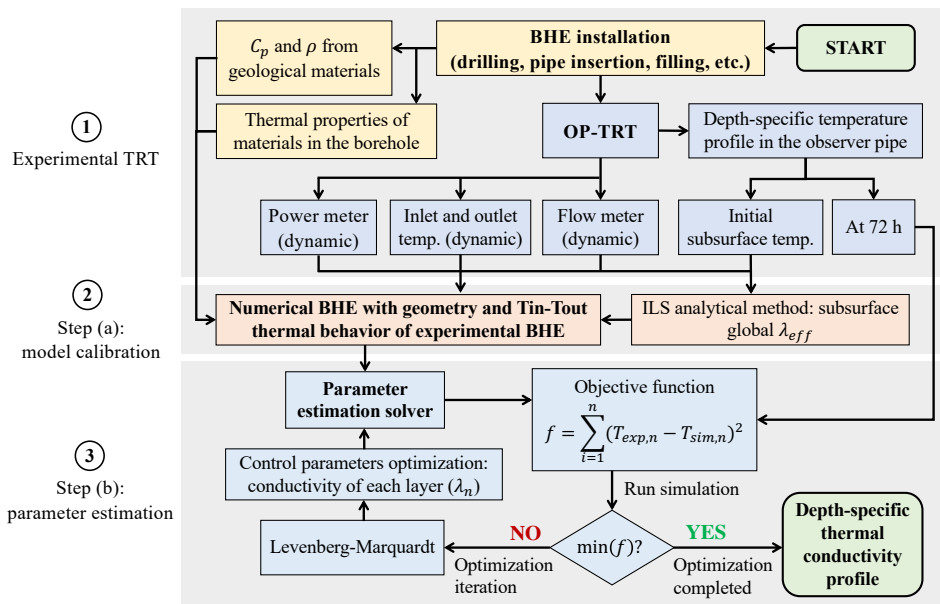 START
BHE installation
(drilling, pipe insertion, filling, etc.)
C_p and ρ from
geological materials
Thermal properties of
materials in the borehole
OP-TRT
Depth-specific temperature
profile in the observer pipe
1
Experimental TRT
Power meter
(dynamic)
Inlet and outlet
temp. (dynamic)
Flow meter
(dynamic)
Initial
subsurface temp.
At 72 h
2
Step (a):
model calibration
Numerical BHE with geometry and Tin-Tout
thermal behavior of experimental BHE
ILS analytical method: subsurface
global λ_eff
3
Step (b):
parameter estimation
Parameter
estimation solver
Objective function
f = ∑_{i=1}^{n} (T_{exp,n} − T_{sim,n})^2
Control parameters optimization:
conductivity of each layer (λ_n)
Run simulation
Levenberg-Marquardt
NO
Optimization
iteration
min(f)?
YES
Optimization
completed
Depth-specific
thermal
conductivity
profile